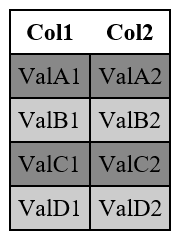 Col1 Col2
ValA1 ValA2
ValB1 ValB2
ValC1 ValC2
ValD1 ValD2